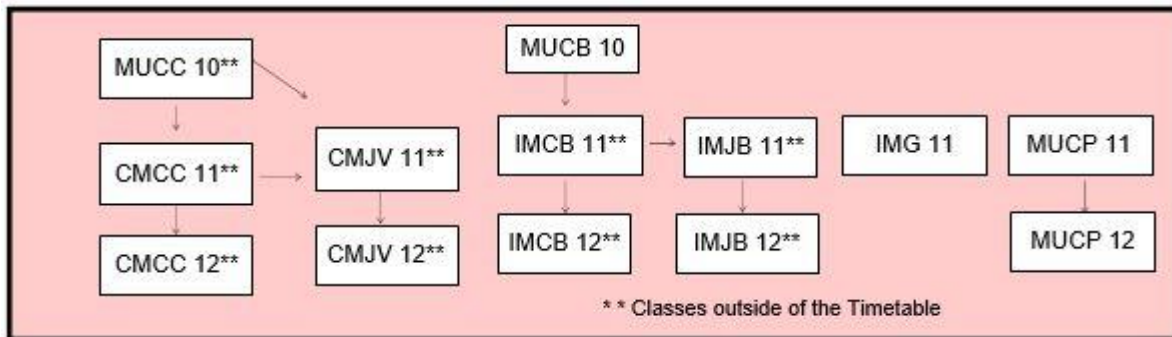 MUCB 10
MUCC 10**
IMCB 11**
IMJB 11**
IMG 11
MUCP 11
CMJV 11**
CMCC 11**
IMCB 12**
IMJB 12**
MUCP 12
CMJV 12**
CMCC 12**
* * Classes outside of the Timetable